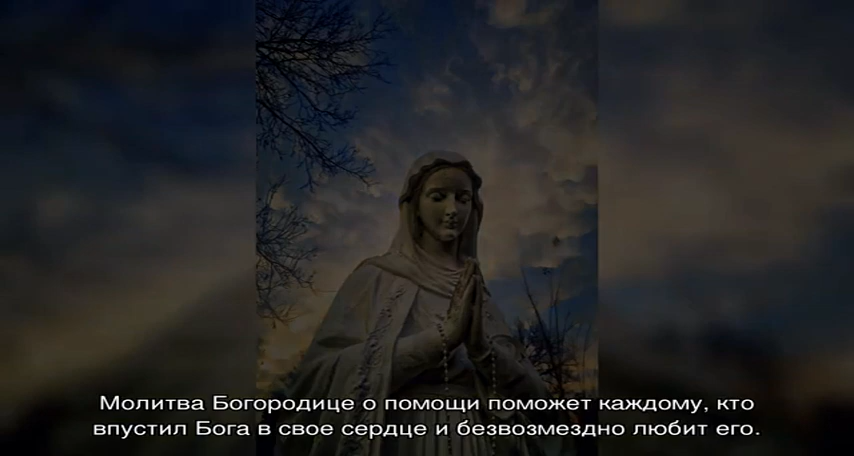 Молитва Богородице о помощи поможет каждому, кто
впустил Бога в свое сердце и безвозмездно любит его.